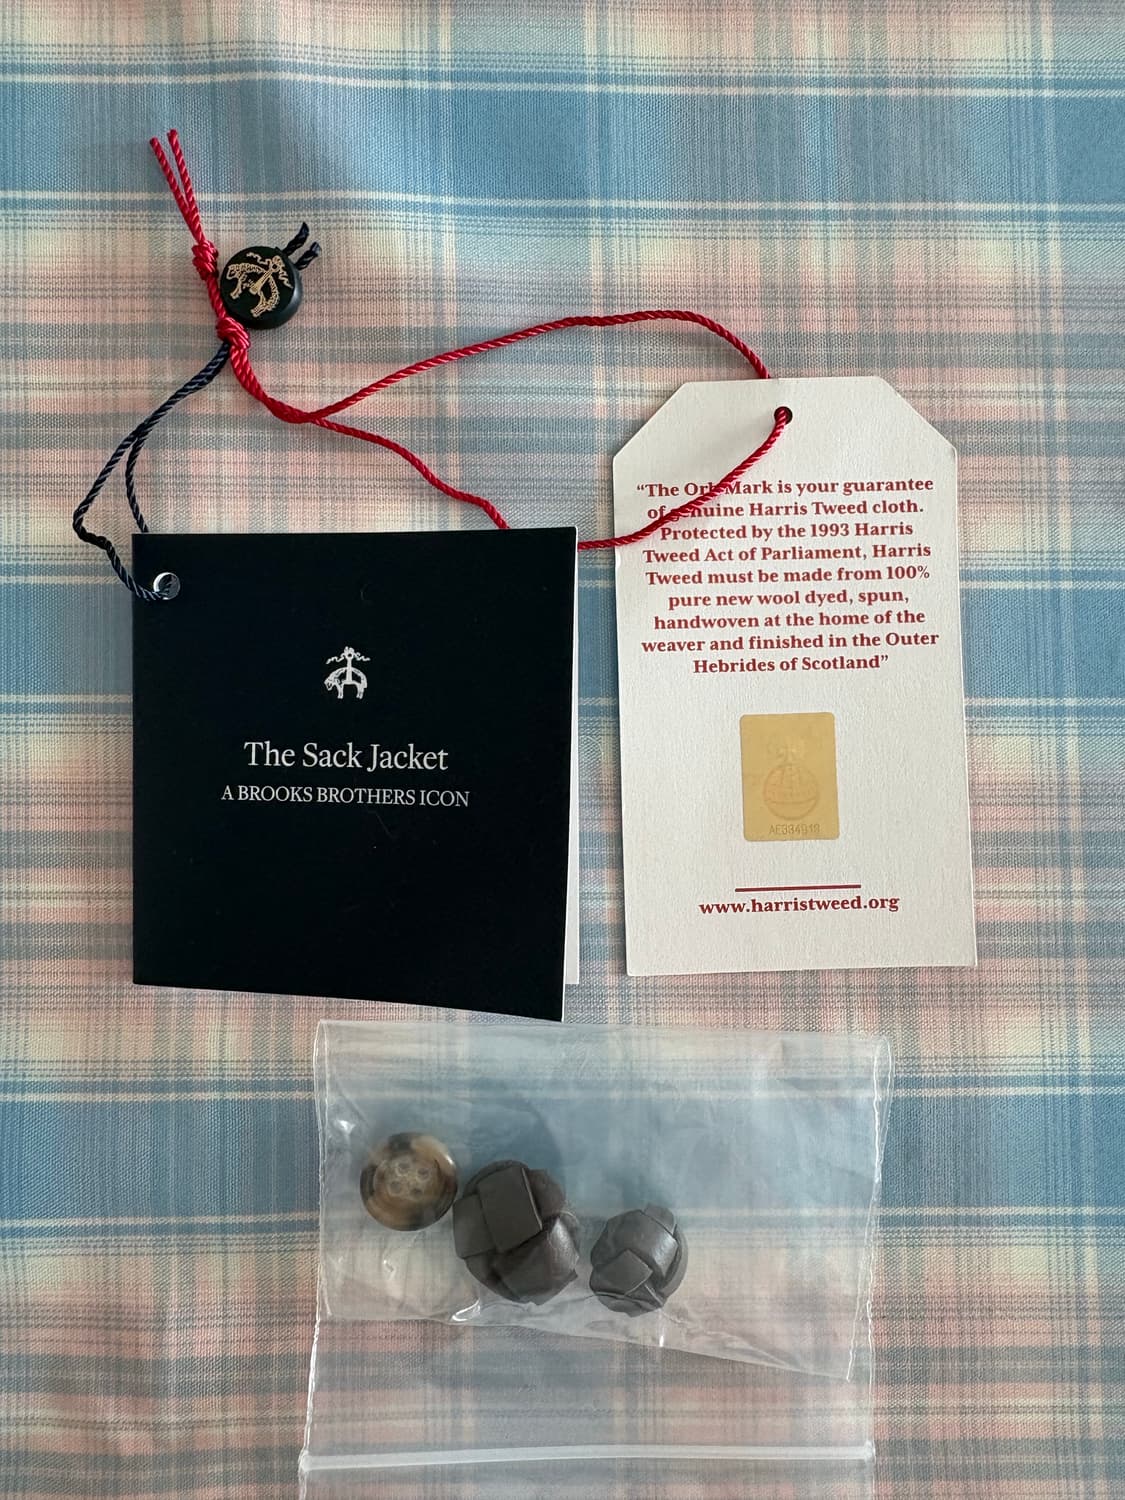 The Sack Jacket
A BROOKS BROTHERS ICON
“The Orb Mark is your guarantee
of genuine Harris Tweed cloth.
Protected by the 1993 Harris
Tweed Act of Parliament, Harris
Tweed must be made from 100%
pure new wool dyed, spun,
handwoven at the home of the
weaver and finished in the Outer
Hebrides of Scotland”
www.harristweed.org